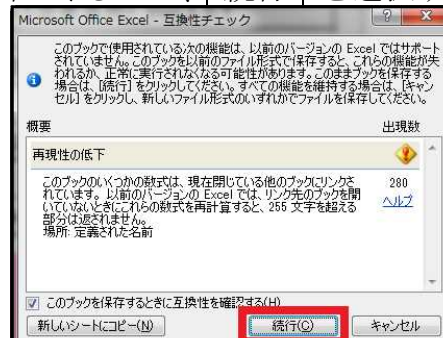 Microsoft Office Excel - 互換性チェック
このブックで使用されている次の機能は、以前のバージョンの Excel ではサポート
されていません。このブックを以前のファイル形式で保存すると、これらの機能が失
われるか、正常に実行されなくなる可能性があります。このままブックを保存する
場合は、[続行] をクリックしてください。すべての機能を維持する場合は、[キャン
セル] をクリックし、新しいファイル形式のいずれかでファイルを保存してください。
概要 出現数
再現性の低下
このブックのいくつかの数式は、現在閉じている他のブックにリンクさ 280
れています。以前のバージョンの Excel では、リンク先のブックを開 ヘルプ
いていないときにこれらの数式を再計算すると、255 文字を超える
部分は返されません。
場所: 定義された名前
このブックを保存するときに互換性を確認する(H)
新しいシートにコピー(N) 続行(C) キャンセル